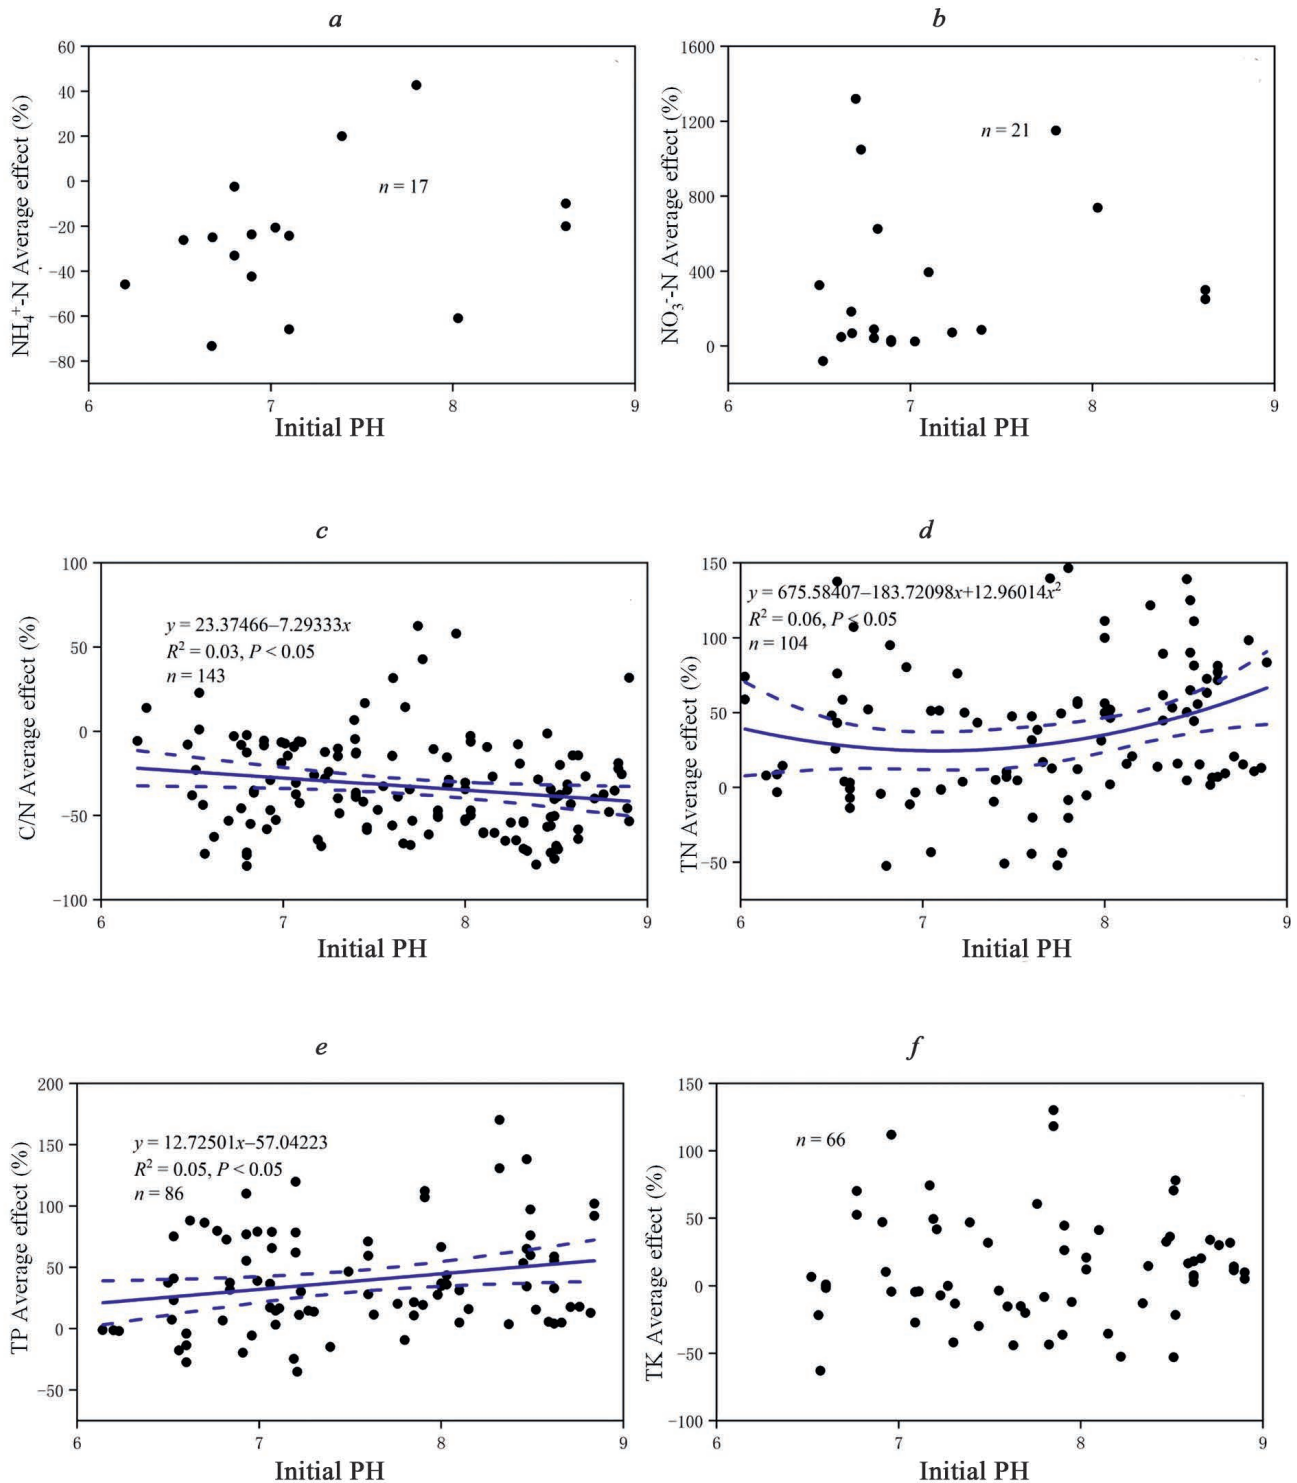 a
NH₄⁺-N Average effect (%)
60
40
20
0
−20
−40
−60
−80
n = 17
6 7 8 9
Initial PH
b
NO₃⁻-N Average effect (%)
1600
1200
800
400
0
n = 21
6 7 8 9
Initial PH
c
C/N Average effect (%)
100
50
0
−50
−100
y = 23.37466–7.29333x
R² = 0.03, P < 0.05
n = 143
6 7 8 9
Initial PH
d
TN Average effect (%)
150
100
50
0
−50
y = 675.58407–183.72098x+12.96014x²
R² = 0.06, P < 0.05
n = 104
6 7 8 9
Initial PH
e
TP Average effect (%)
200
150
100
50
0
−50
y = 12.72501x–57.04223
R² = 0.05, P < 0.05
n = 86
6 7 8 9
Initial PH
f
TK Average effect (%)
150
100
50
0
−50
−100
n = 66
6 7 8 9
Initial PH